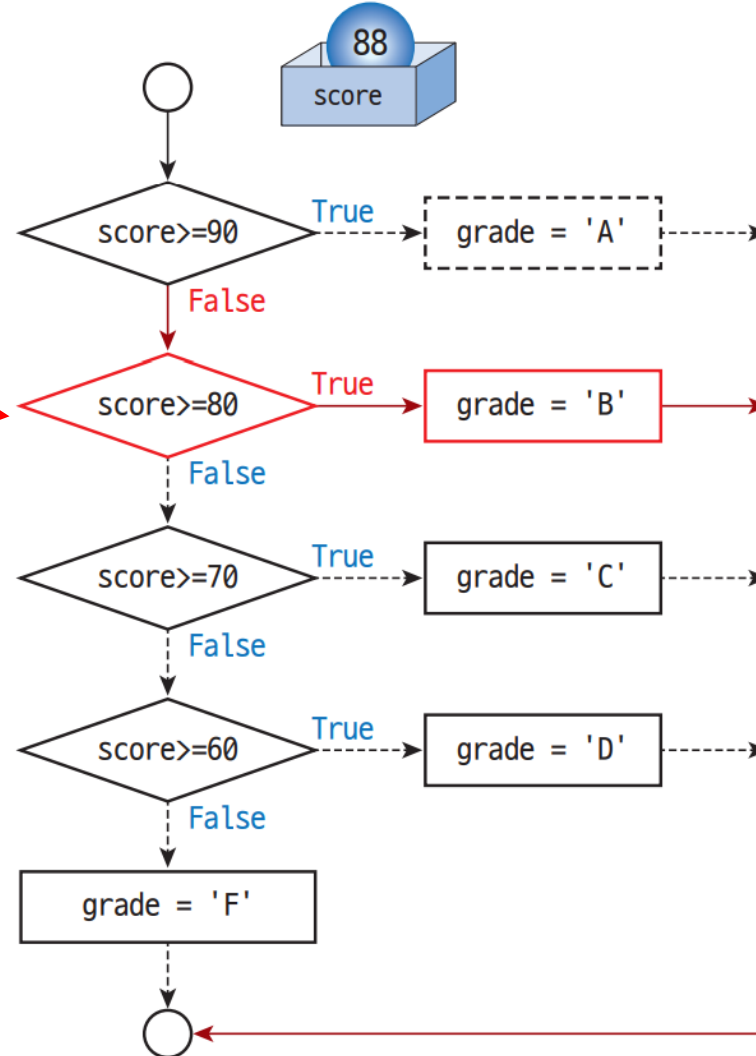 88
score
score>=90
True
grade = 'A'
False
score>=80
True
grade = 'B'
False
score>=70
True
grade = 'C'
False
score>=60
True
grade = 'D'
False
grade = 'F'